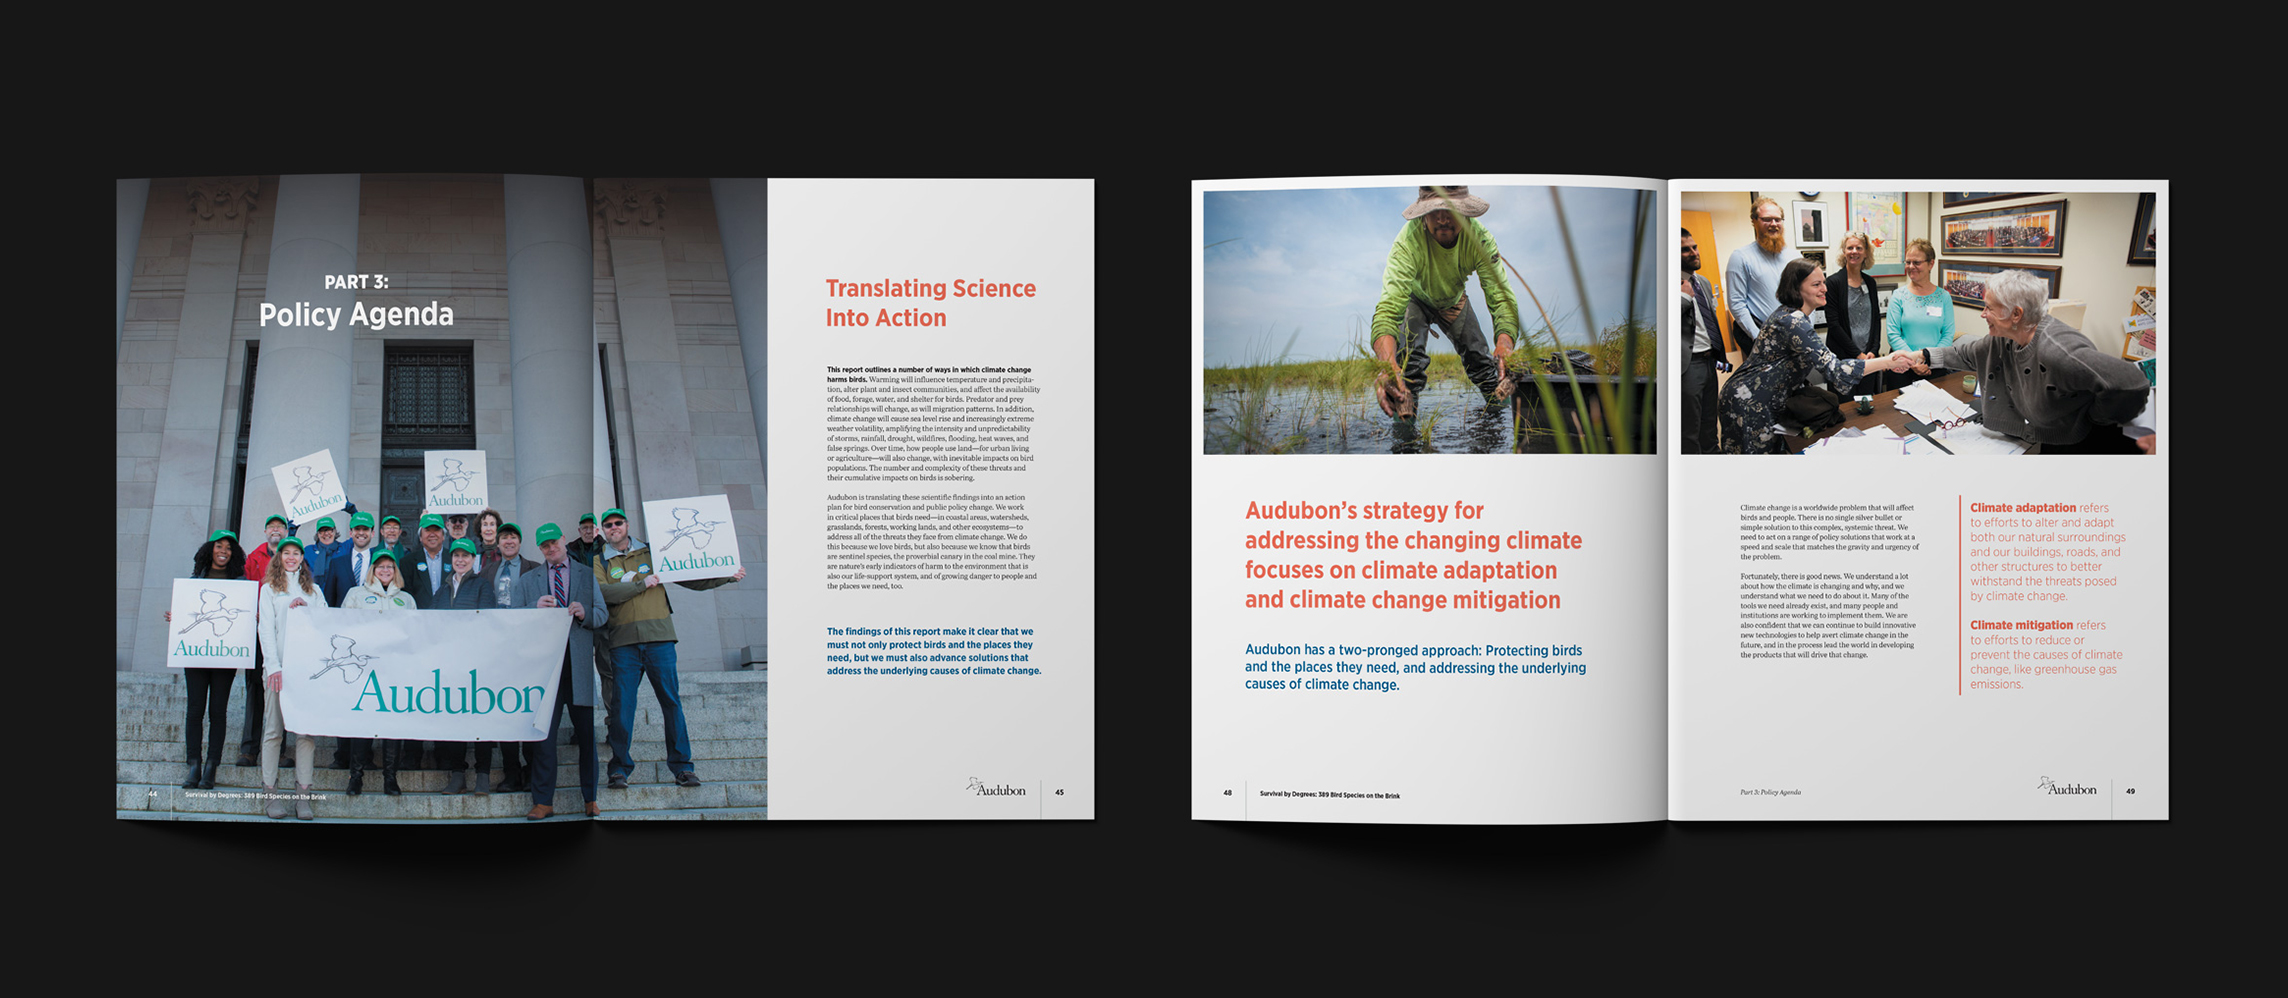 PART 3:
Policy Agenda
Audubon
Audubon
Audubon
Audubon
Audubon
44
Survival by Degrees: 389 Bird Species on the Brink
Translating Science
Into Action
This report outlines a number of ways in which climate change
harms birds. Warming will influence temperature and precipita-
tion, alter plant and insect communities, and affect the availability
of food, forage, water, and shelter for birds. Predator and prey
relationships will change, as will migration patterns. In addition,
climate change will cause sea level rise and increasingly extreme
weather volatility, amplifying the intensity and unpredictability
of storms, rainfall, drought, wildfires, flooding, heat waves, and
false springs. Over time, how people use land—for urban living
or agriculture—will also change, with inevitable impacts on bird
populations. The number and complexity of these threats and
their cumulative impacts on birds is sobering.
Audubon is translating these scientific findings into an action
plan for bird conservation and public policy change. We work
in critical places that birds need—in coastal areas, watersheds,
grasslands, forests, working lands, and other ecosystems—to
address all of the threats they face from climate change. We do
this because we love birds, but also because we know that birds
are sentinel species, the proverbial canary in the coal mine. They
are nature's early indicators of harm to the environment that is
also our life-support system, and of growing danger to people and
the places we need, too.
The findings of this report make it clear that we
must not only protect birds and the places they
need, but we must also advance solutions that
address the underlying causes of climate change.
Audubon
45
Audubon's strategy for
addressing the changing climate
focuses on climate adaptation
and climate change mitigation
Audubon has a two-pronged approach: Protecting birds
and the places they need, and addressing the underlying
causes of climate change.
48
Survival by Degrees: 389 Bird Species on the Brink
Climate change is a worldwide problem that will affect
birds and people. There is no single silver bullet or
simple solution to this complex, systemic threat. We
need to act on a range of policy solutions that work at a
speed and scale that matches the gravity and urgency of
the problem.
Fortunately, there is good news. We understand a lot
about how the climate is changing and why, and we
understand what we need to do about it. Many of the
tools we need already exist, and many people and
institutions are working to implement them. We are
also confident that we can continue to build innovative
new technologies to help avert climate change in the
future, and in the process lead the world in developing
the products that will drive that change.
Climate adaptation refers
to efforts to alter and adapt
both our natural surroundings
and our buildings, roads, and
other structures to better
withstand the threats posed
by climate change.
Climate mitigation refers
to efforts to reduce or
prevent the causes of climate
change, like greenhouse gas
emissions.
Part 3: Policy Agenda
Audubon
49